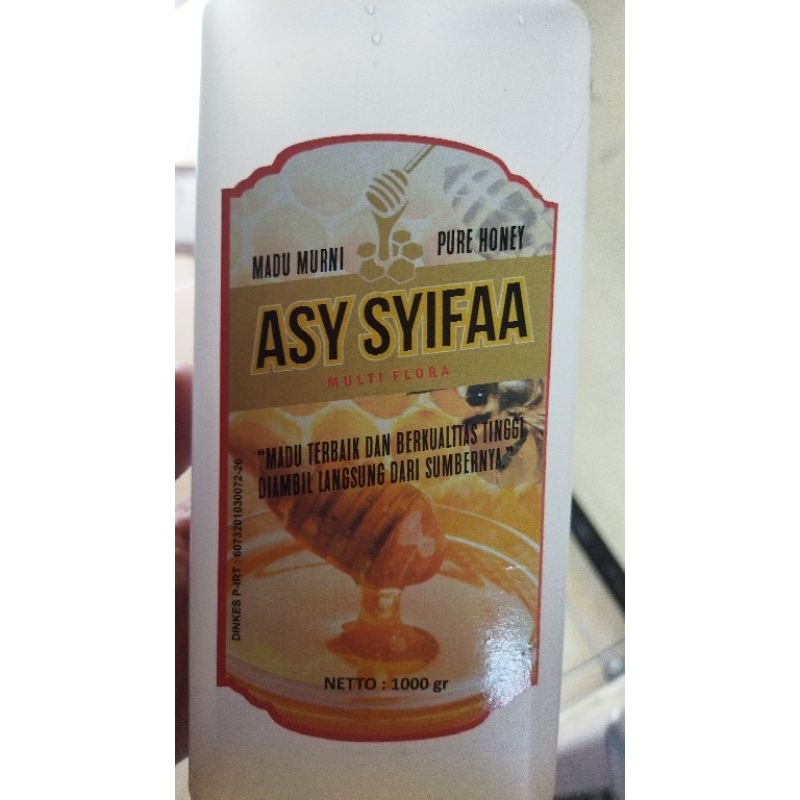 MADU MURNI
PURE HONEY
ASY SYIFAA
MULTI FLORA
"MADU TERBAIK DAN BERKUALTIAS TINGGI
DIAMBIL LANGSUNG DARI SUMBERNYA"
DINKES P-IRT : 6073201030072-26
NETTO : 1000 gr